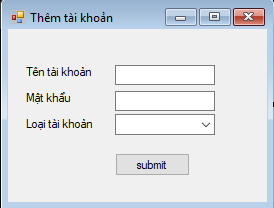 Thêm tài khoản
Tên tài khoản
Mật khẩu
Loại tài khoản
submit